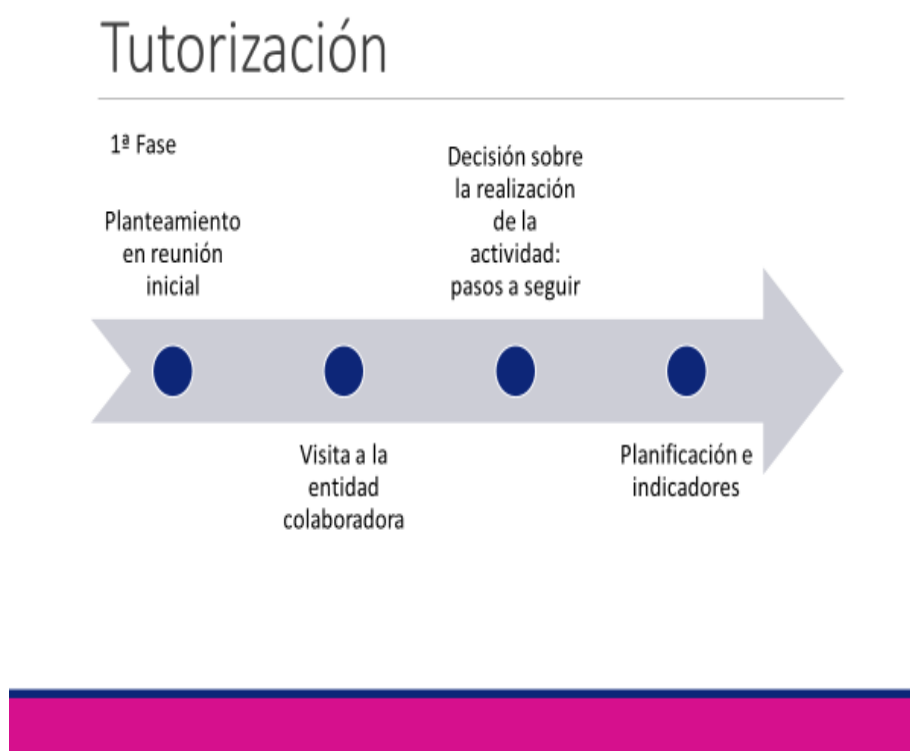 Tutorización
1ª Fase
Planteamiento
en reunión
inicial
Visita a la
entidad
colaboradora
Decisión sobre
la realización
de la
actividad:
pasos a seguir
Planificación e
indicadores